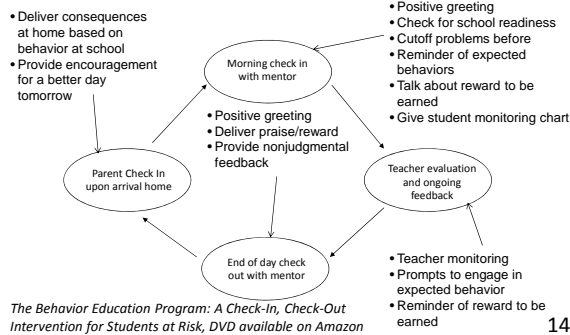 • Deliver consequences
at home based on
behavior at school
• Provide encouragement
for a better day
tomorrow
• Positive greeting
• Check for school readiness
• Cutoff problems before
• Reminder of expected
behaviors
• Talk about reward to be
earned
• Give student monitoring chart
Morning check in
with mentor
• Positive greeting
• Deliver praise/reward
• Provide nonjudgmental
feedback
Parent Check In
upon arrival home
Teacher evaluation
and ongoing
feedback
End of day check
out with mentor
• Teacher monitoring
• Prompts to engage in
expected behavior
• Reminder of reward to be
earned
The Behavior Education Program: A Check-In, Check-Out
Intervention for Students at Risk, DVD available on Amazon
14